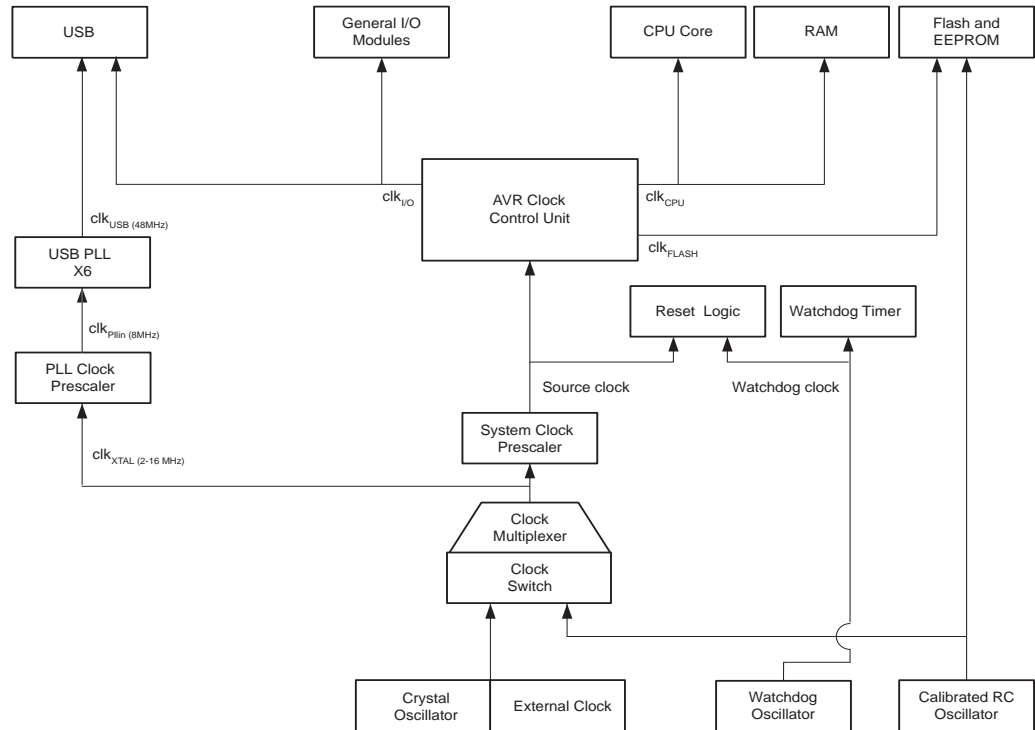 USB
General I/O
Modules
CPU Core
RAM
Flash and
EEPROM
AVR Clock
Control Unit
clkI/O
clkCPU
clkFLASH
clkUSB (48MHz)
USB PLL
X6
clkPllin (8MHz)
PLL Clock
Prescaler
clkXTAL (2-16 MHz)
Reset Logic
Watchdog Timer
Source clock
Watchdog clock
System Clock
Prescaler
Clock
Multiplexer
Clock
Switch
Crystal
Oscillator
External Clock
Watchdog
Oscillator
Calibrated RC
Oscillator